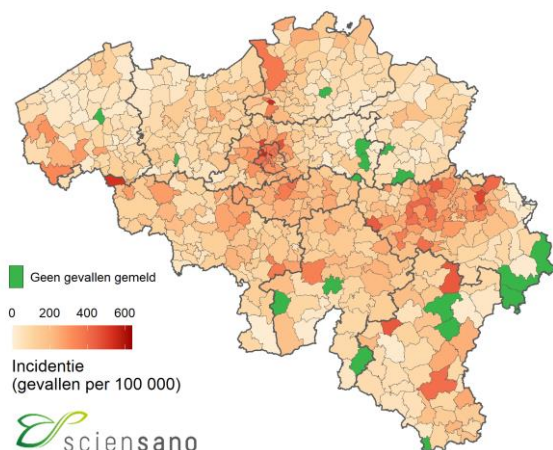 Geen gevallen gemeld
0 200 400 600
Incidentie
(gevallen per 100 000)
sciensano